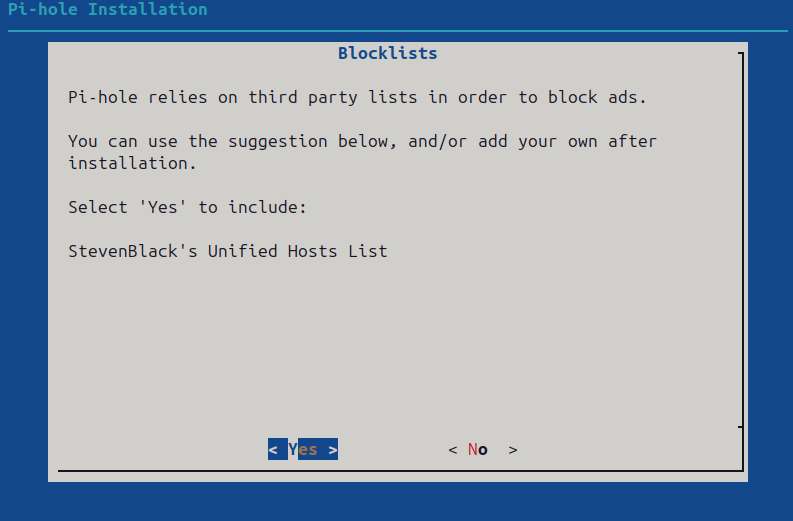 Pi-hole Installation
Blocklists
Pi-hole relies on third party lists in order to block ads.
You can use the suggestion below, and/or add your own after
installation.
Select 'Yes' to include:
StevenBlack's Unified Hosts List
< Yes > < No >